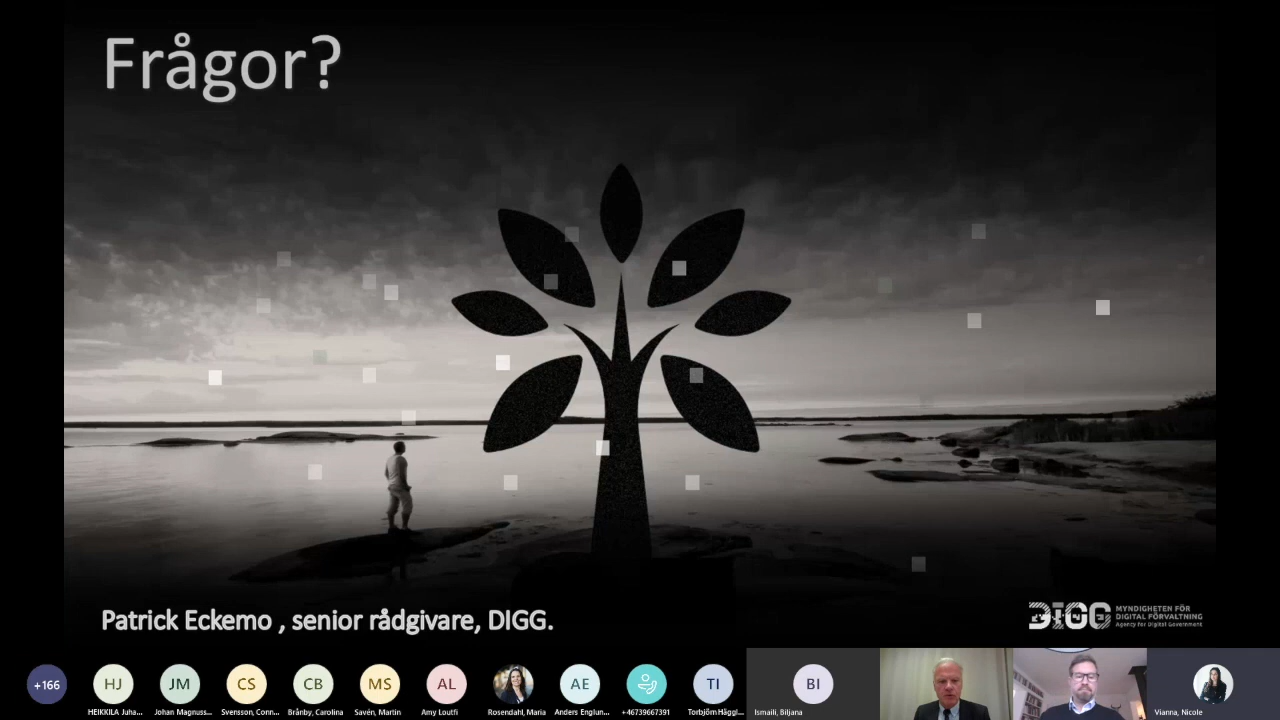 Frågor?
Patrick Eckemo , senior rådgivare, DIGG.
DIGG
MYNDIGHETEN FÖR
DIGITAL FÖRVALTNING
Agency for Digital Government
+166
HJ
JM
CS
CB
MS
AL
AE
TI
BI
HEIKKILA Juha...
Johan Magnuss...
Svensson, Conn...
Brånby, Carolina
Savén, Martin
Amy Loutfi
Rosendahl, Maria
Anders Englun...
+46739667391
Torbjörn Häggl...
Ismaili, Biljana
Vianna, Nicole